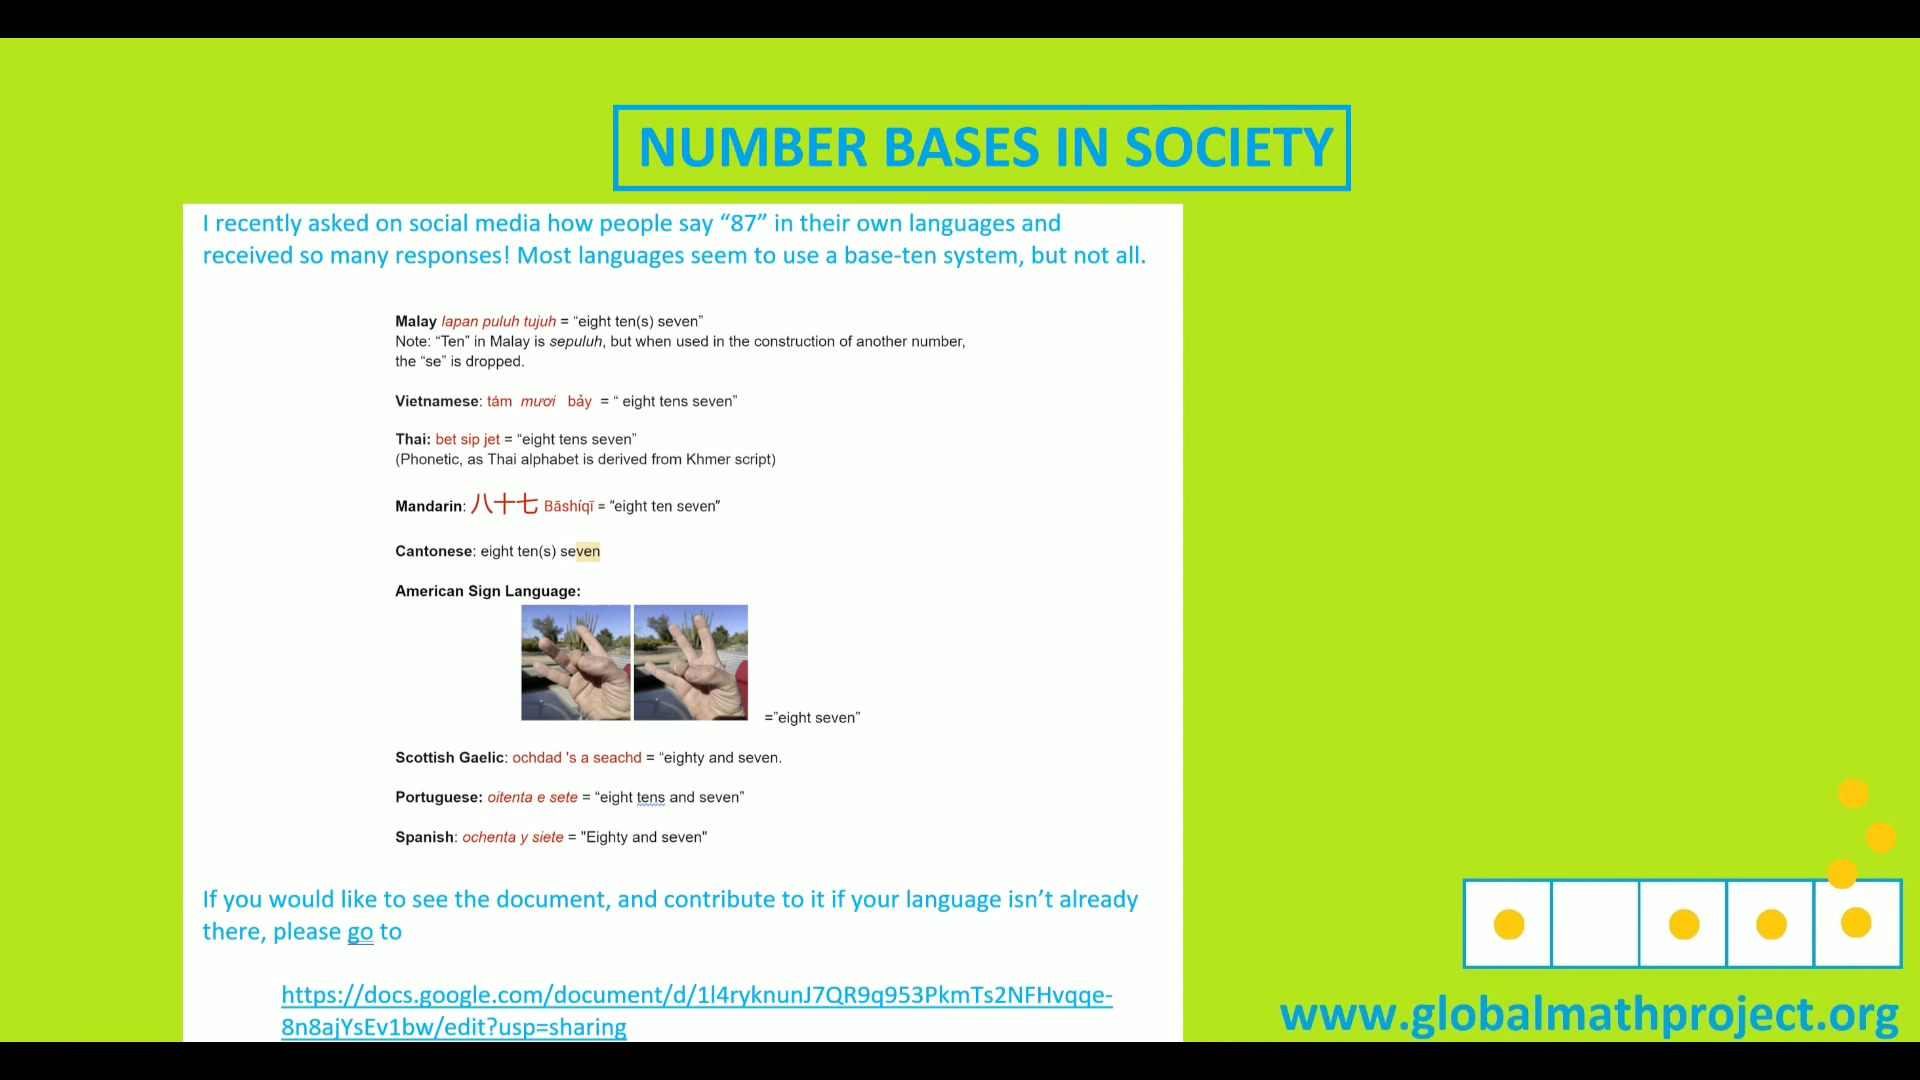 NUMBER BASES IN SOCIETY
I recently asked on social media how people say “87” in their own languages and
received so many responses! Most languages seem to use a base-ten system, but not all.
Malay lapan puluh tujuh = “eight ten(s) seven”
Note: “Ten” in Malay is sepuluh, but when used in the construction of another number,
the “se” is dropped.
Vietnamese: tám mươi bảy = “ eight tens seven”
Thai: bet sip jet = “eight tens seven”
(Phonetic, as Thai alphabet is derived from Khmer script)
Mandarin: 八十七 Bāshíqī = “eight ten seven”
Cantonese: eight ten(s) seven
American Sign Language:
=”eight seven”
Scottish Gaelic: ochdad 's a seachd = “eighty and seven.
Portuguese: oitenta e sete = “eight tens and seven”
Spanish: ochenta y siete = "Eighty and seven"
If you would like to see the document, and contribute to it if your language isn’t already
there, please go to
https://docs.google.com/document/d/1l4ryknunJ7QR9q953PkmTs2NFHvqqe-
8n8ajYsEv1bw/edit?usp=sharing
www.globalmathproject.org